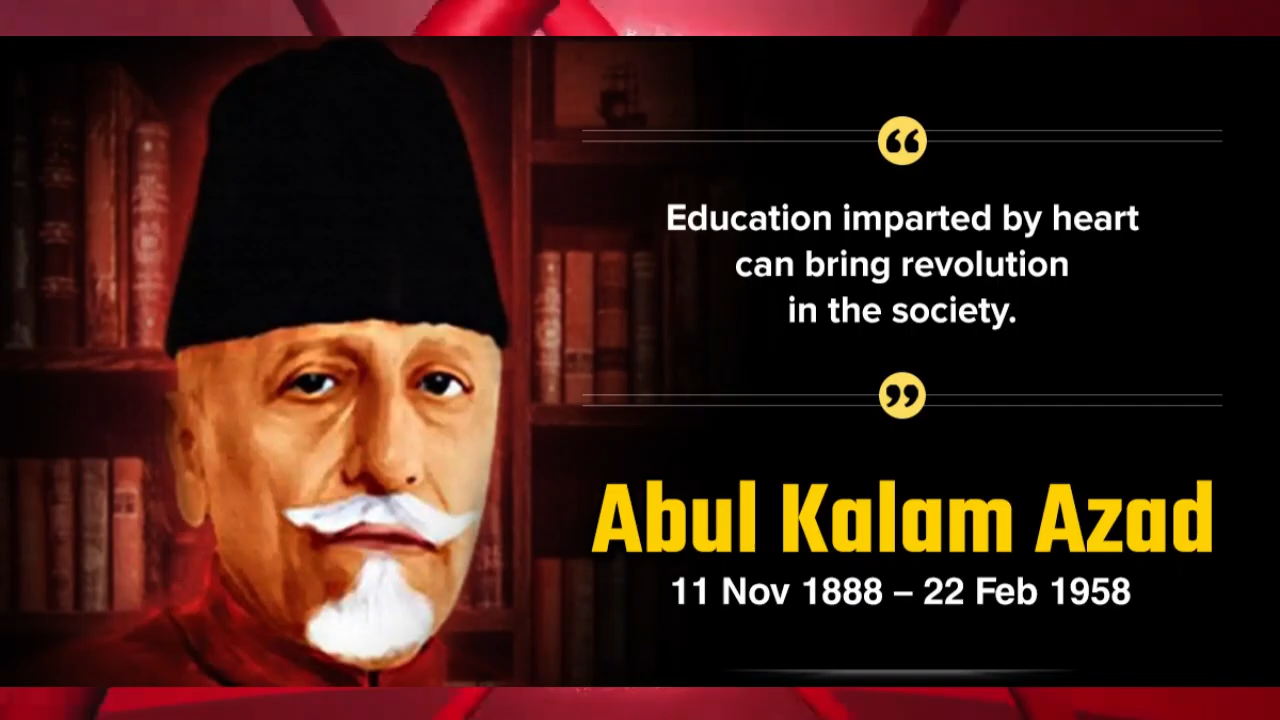 “
Education imparted by heart
can bring revolution
in the society.
”
Abul Kalam Azad
11 Nov 1888 – 22 Feb 1958